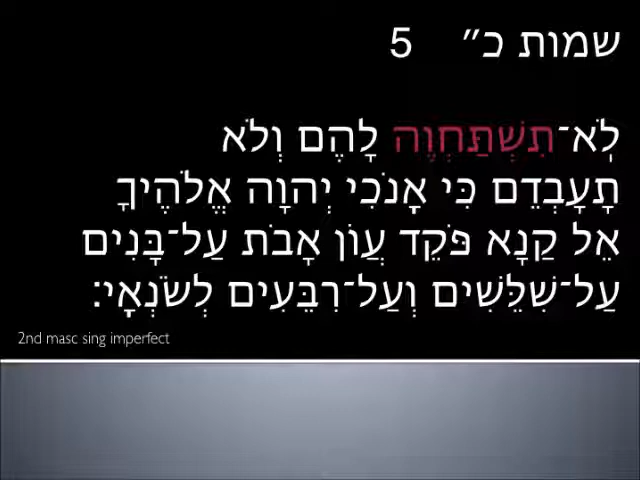 שמות כ״ 5
לֹֽא־תִשְׁתַּחְוֶה לָהֶם וְלֹא
תָעָבְדֵם כִּי אָֽנֹכִי יְהוָה אֱלֹהֶיךָ
אֵל קַנָּא פֹּקֵד עֲוֹן אָבֹת עַל־בָּנִים
עַל־שִׁלֵּשִׁים וְעַל־רִבֵּעִים לְשֹׂנְאָֽי׃
2nd masc sing imperfect